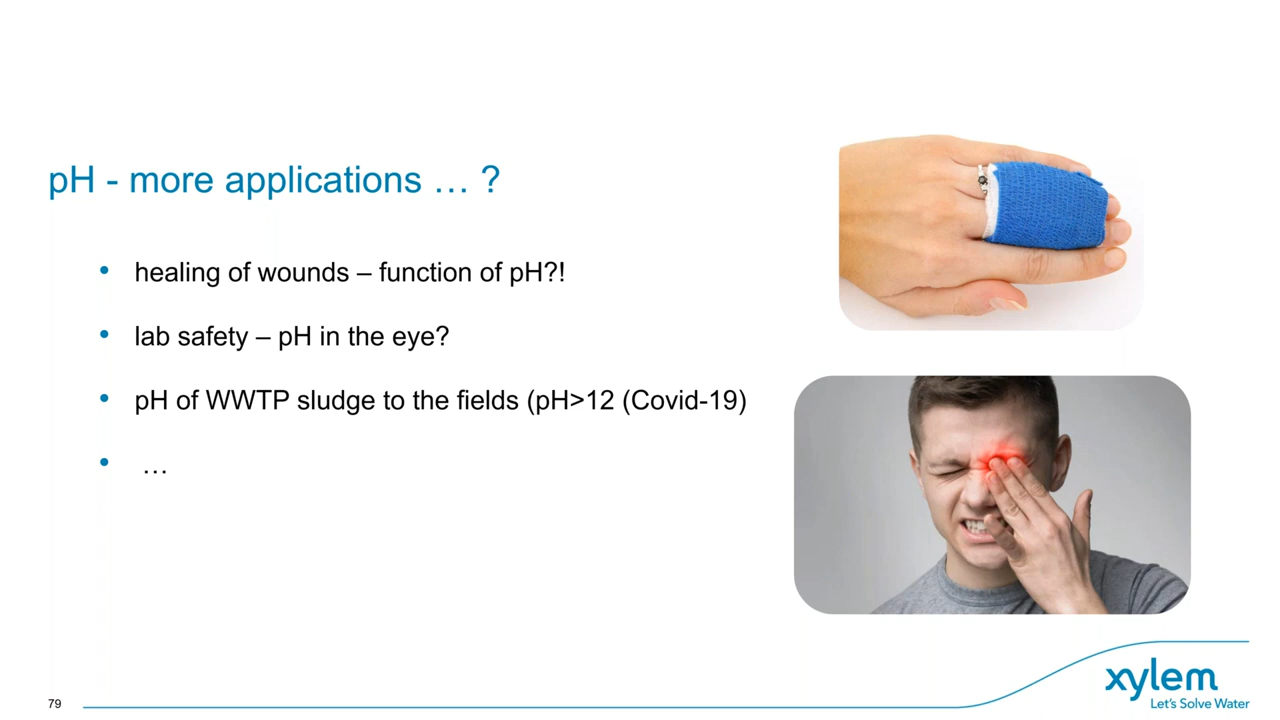 pH - more applications … ?
• healing of wounds – function of pH?!
• lab safety – pH in the eye?
• pH of WWTP sludge to the fields (pH>12 (Covid-19)
• …
79
xylem
Let's Solve Water